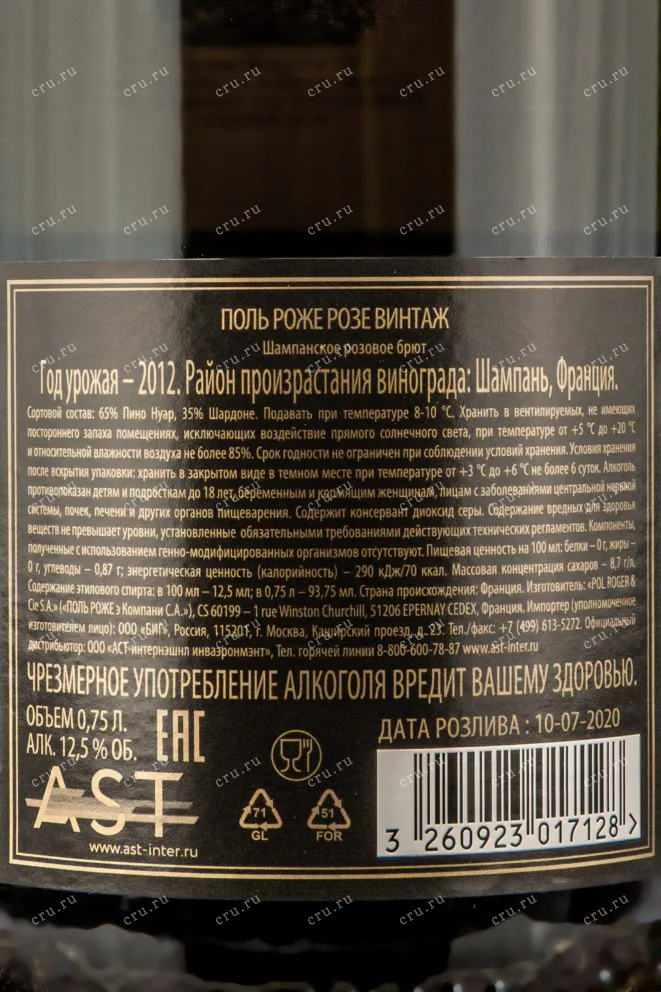 ПОЛЬ РОЖЕ РОЗЕ ВИНТАЖ
Шампанское розовое брют
Год урожая – 2012. Район произрастания винограда: Шампань, Франция.
Сортовой состав: 65% Пино Нуар, 35% Шардоне. Подавать при температуре 8-10 °С. Хранить в вентилируемых, не имеющих
постороннего запаха помещениях, исключающих воздействие прямого солнечного света, при температуре от +5 °С до +20 °С
и относительной влажности воздуха не более 85%. Срок годности не ограничен при соблюдении условий хранения. Условия хранения
после вскрытия упаковки: хранить в закрытом виде в темном месте при температуре от +3 °С до +6 °С не более 6 суток. Алкоголь
противопоказан детям и подросткам до 18 лет, беременным и кормящим женщинам, лицам с заболеваниями центральной нервной
системы, почек, печени и других органов пищеварения. Содержит консервант диоксид серы. Содержание вредных для здоровья
веществ не превышает уровни, установленные обязательными требованиями действующих технических регламентов. Компоненты,
полученные с использованием генно-модифицированных организмов отсутствуют. Пищевая ценность на 100 мл: белки – 0 г, жиры –
0 г, углеводы – 0,87 г; энергетическая ценность (калорийность) – 290 кДж/70 ккал. Массовая концентрация сахаров – 8,7 г/л.
Содержание этилового спирта: в 100 мл – 12,5 мл; в 0,75 л – 93,75 мл. Страна происхождения: Франция. Изготовитель: «POL ROGER &
Cie S.A.» («ПОЛЬ РОЖЕ э Компани С.А.»), CS 60199 – 1 rue Winston Churchill, 51206 EPERNAY CEDEX, Франция. Импортер (уполномоченное
изготовителем лицо): ООО «БИГ», Россия, 115201, г. Москва, Каширский проезд, д. 23. Тел./факс: +7 (499) 613-5272. Официальный
дистрибьютор: ООО «АСТ-интернэшнл инваэронмэнт», Тел. горячей линии 8-800-600-78-87 www.ast-inter.ru
ЧРЕЗМЕРНОЕ УПОТРЕБЛЕНИЕ АЛКОГОЛЯ ВРЕДИТ ВАШЕМУ ЗДОРОВЬЮ.
ОБЪЕМ 0,75 Л.
АЛК. 12,5 % ОБ.
EAC
ДАТА РОЗЛИВА : 10-07-2020
AST
www.ast-inter.ru
71
GL
51
FOR
3 260923 017128 >
cru.ru